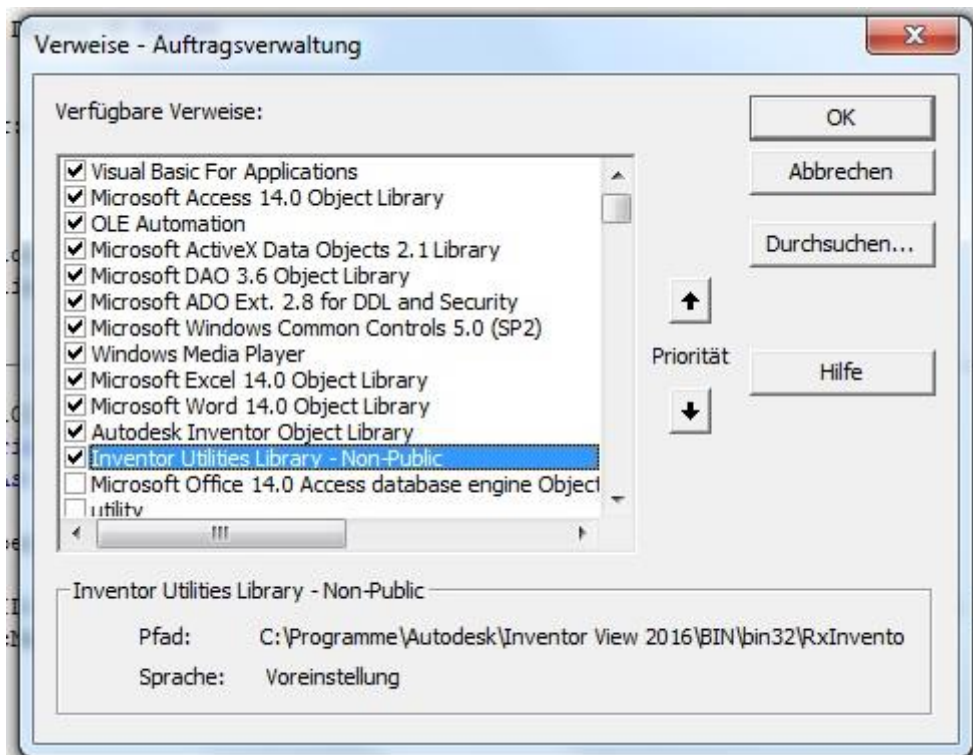 Verweise - Auftragsverwaltung
Verfügbare Verweise:
Visual Basic For Applications
Microsoft Access 14.0 Object Library
OLE Automation
Microsoft ActiveX Data Objects 2.1 Library
Microsoft DAO 3.6 Object Library
Microsoft ADO Ext. 2.8 for DDL and Security
Microsoft Windows Common Controls 5.0 (SP2)
Windows Media Player
Microsoft Excel 14.0 Object Library
Microsoft Word 14.0 Object Library
Autodesk Inventor Object Library
Inventor Utilities Library - Non-Public
Microsoft Office 14.0 Access database engine Object
utility
OK
Abbrechen
Durchsuchen...
Priorität
Hilfe
Inventor Utilities Library - Non-Public
Pfad: C:\Programme\Autodesk\Inventor View 2016\BIN\bin32\RxInvento
Sprache: Voreinstellung